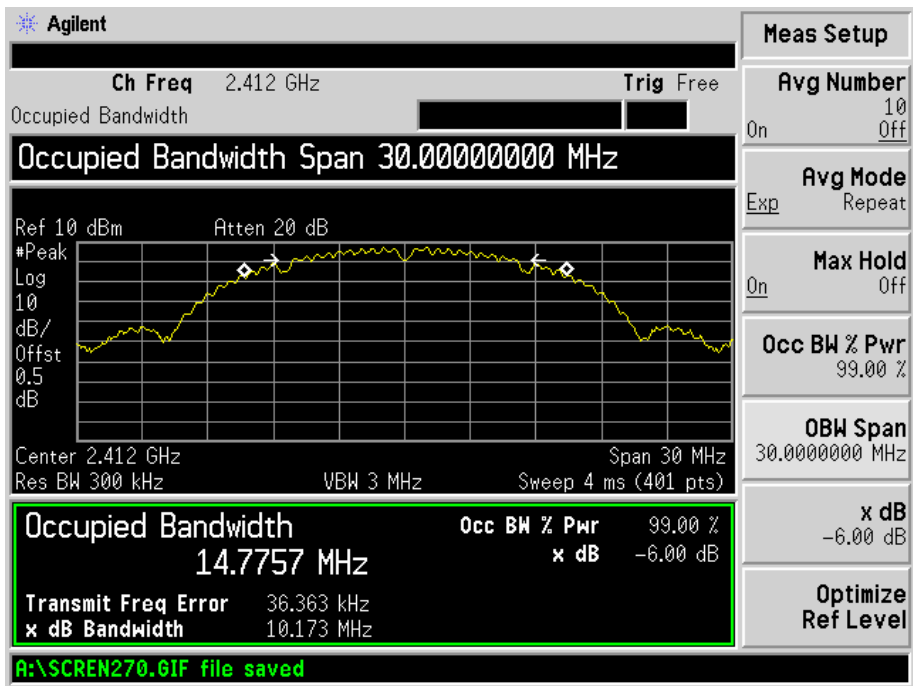 Agilent
Ch Freq 2.412 GHz Trig Free
Occupied Bandwidth
Occupied Bandwidth Span 30.00000000 MHz
Ref 10 dBm Atten 20 dB
#Peak
Log
10
dB/
Offst
0.5
dB
Center 2.412 GHz Span 30 MHz
Res BW 300 kHz VBW 3 MHz Sweep 4 ms (401 pts)
Occupied Bandwidth
14.7757 MHz
Occ BW % Pwr 99.00 %
x dB -6.00 dB
Transmit Freq Error 36.363 kHz
x dB Bandwidth 10.173 MHz
A:\SCREN270.GIF file saved
Meas Setup
Avg Number
10
On Off
Avg Mode
Exp Repeat
Max Hold
On Off
Occ BW % Pwr
99.00 %
OBW Span
30.0000000 MHz
x dB
-6.00 dB
Optimize
Ref Level